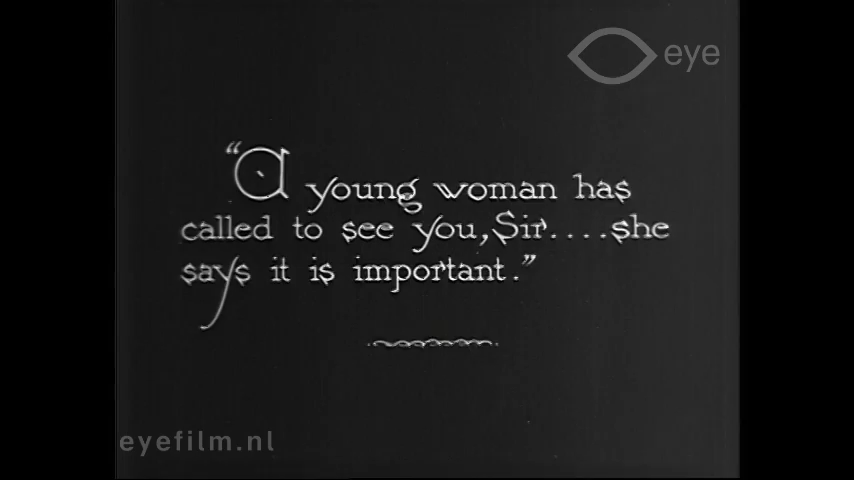 eye
“A young woman has
called to see you, Sir....she
says it is important.”
eyefilm.nl